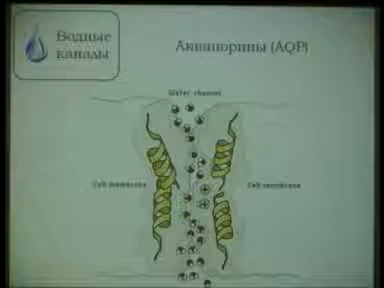 Водные
каналы
Аквапорины (AQP)
Water channel
Cell membrane
Cell membrane